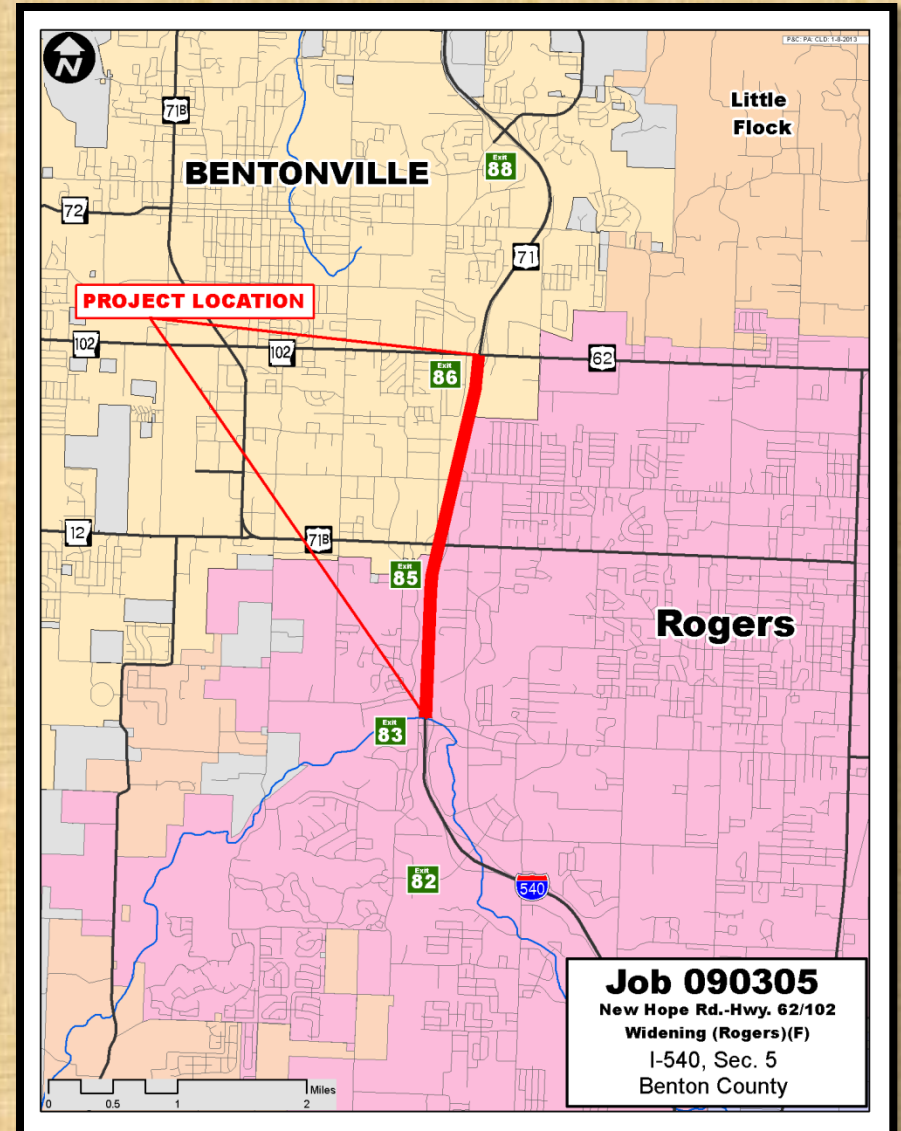 N
P&C: PA: CLD: 1-8-2013
Little
Flock
71B
Exit
88
BENTONVILLE
72
71
PROJECT LOCATION
102
102
62
Exit
86
12
71B
Exit
85
Rogers
Exit
83
Exit
82
540
Job 090305
New Hope Rd.-Hwy. 62/102
Widening (Rogers)(F)
I-540, Sec. 5
Benton County
Miles
0 0.5 1 2